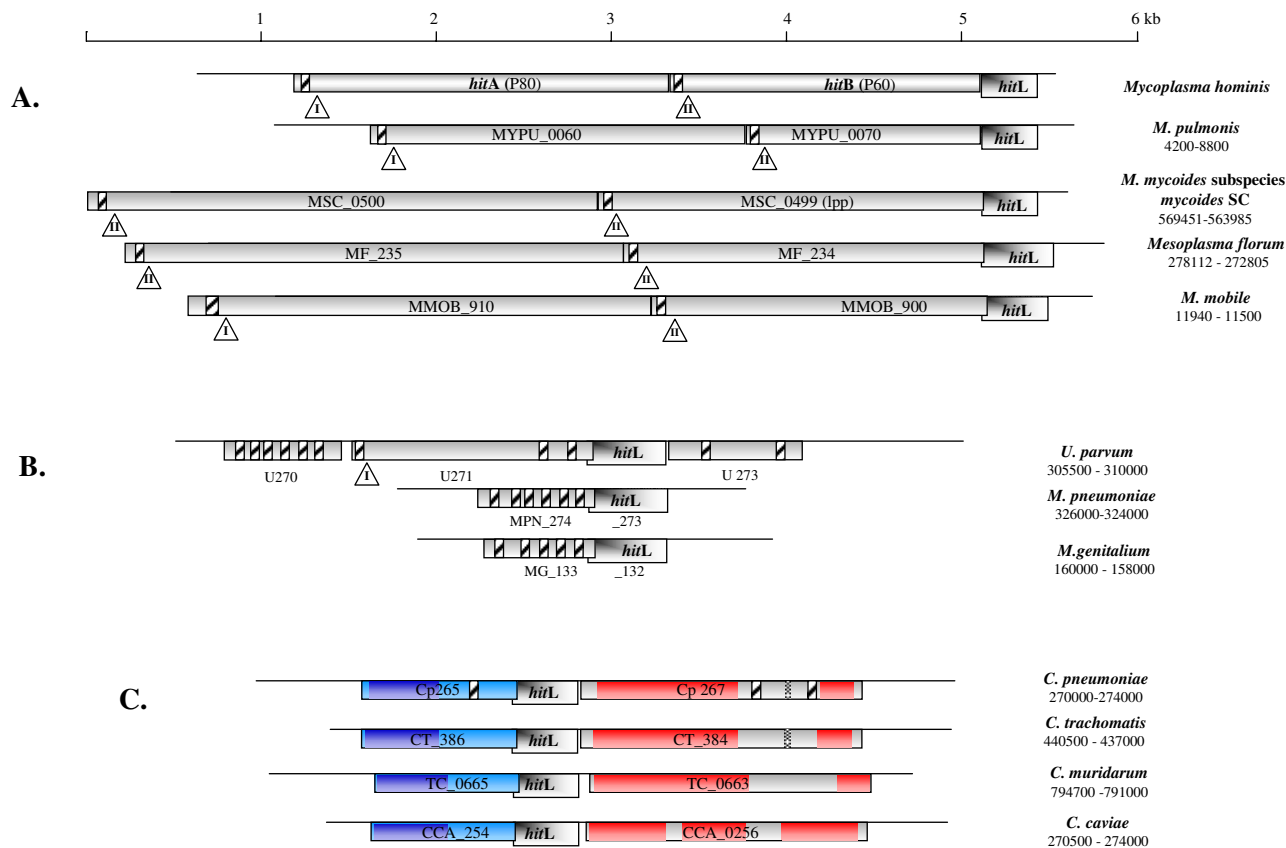 1 2 3 4 5 6 kb
A.
hitA (P80) hitB (P60) hitL Mycoplasma hominis
I II
MYPU_0060 MYPU_0070 hitL M. pulmonis
4200-8800
I II
MSC_0500 MSC_0499 (lpp) hitL M. mycoides subspecies
mycoides SC
569451-563985
II II
MF_235 MF_234 hitL Mesoplasma florum
278112 - 272805
II II
MMOB_910 MMOB_900 hitL M. mobile
11940 - 11500
I II
B.
hitL U. parvum
305500 - 310000
U270 I U271 U 273
hitL M. pneumoniae
326000-324000
MPN_274 _273
hitL M.genitalium
160000 - 158000
MG_133 _132
C.
Cp265 hitL Cp 267 C. pneumoniae
270000-274000
CT_386 hitL CT_384 C. trachomatis
440500 - 437000
TC_0665 hitL TC_0663 C. muridarum
794700 -791000
CCA_254 hitL CCA_0256 C. caviae
270500 - 274000